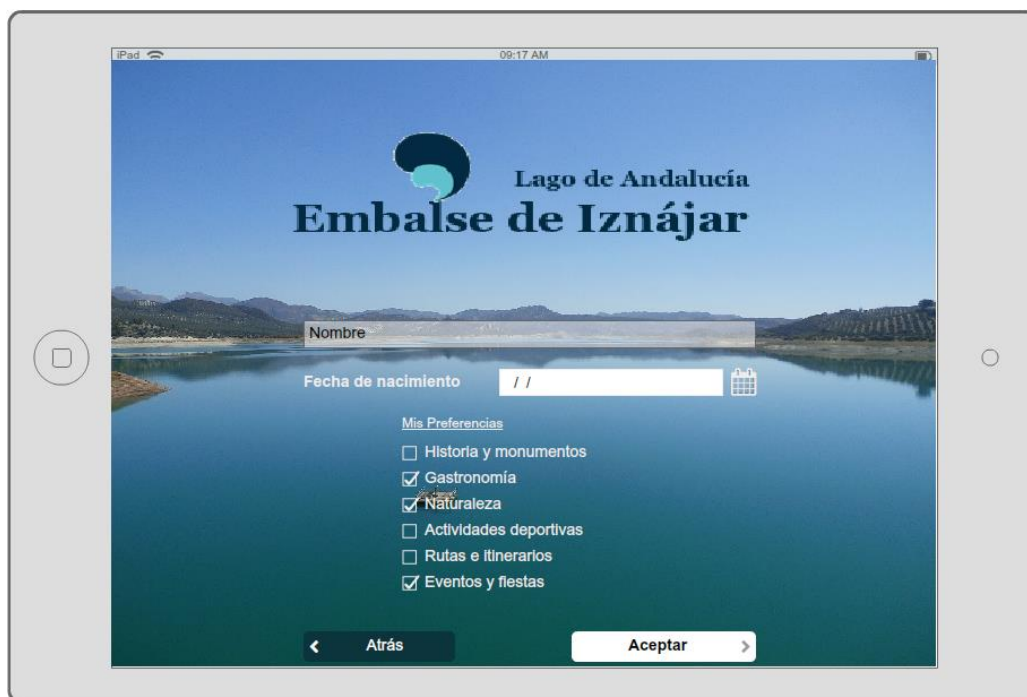 iPad 09:17 AM
Lago de Andalucía
Embalse de Iznájar
Nombre
Fecha de nacimiento / /
Mis Preferencias
Historia y monumentos
Gastronomía
Naturaleza
Actividades deportivas
Rutas e itinerarios
Eventos y fiestas
Atrás Aceptar